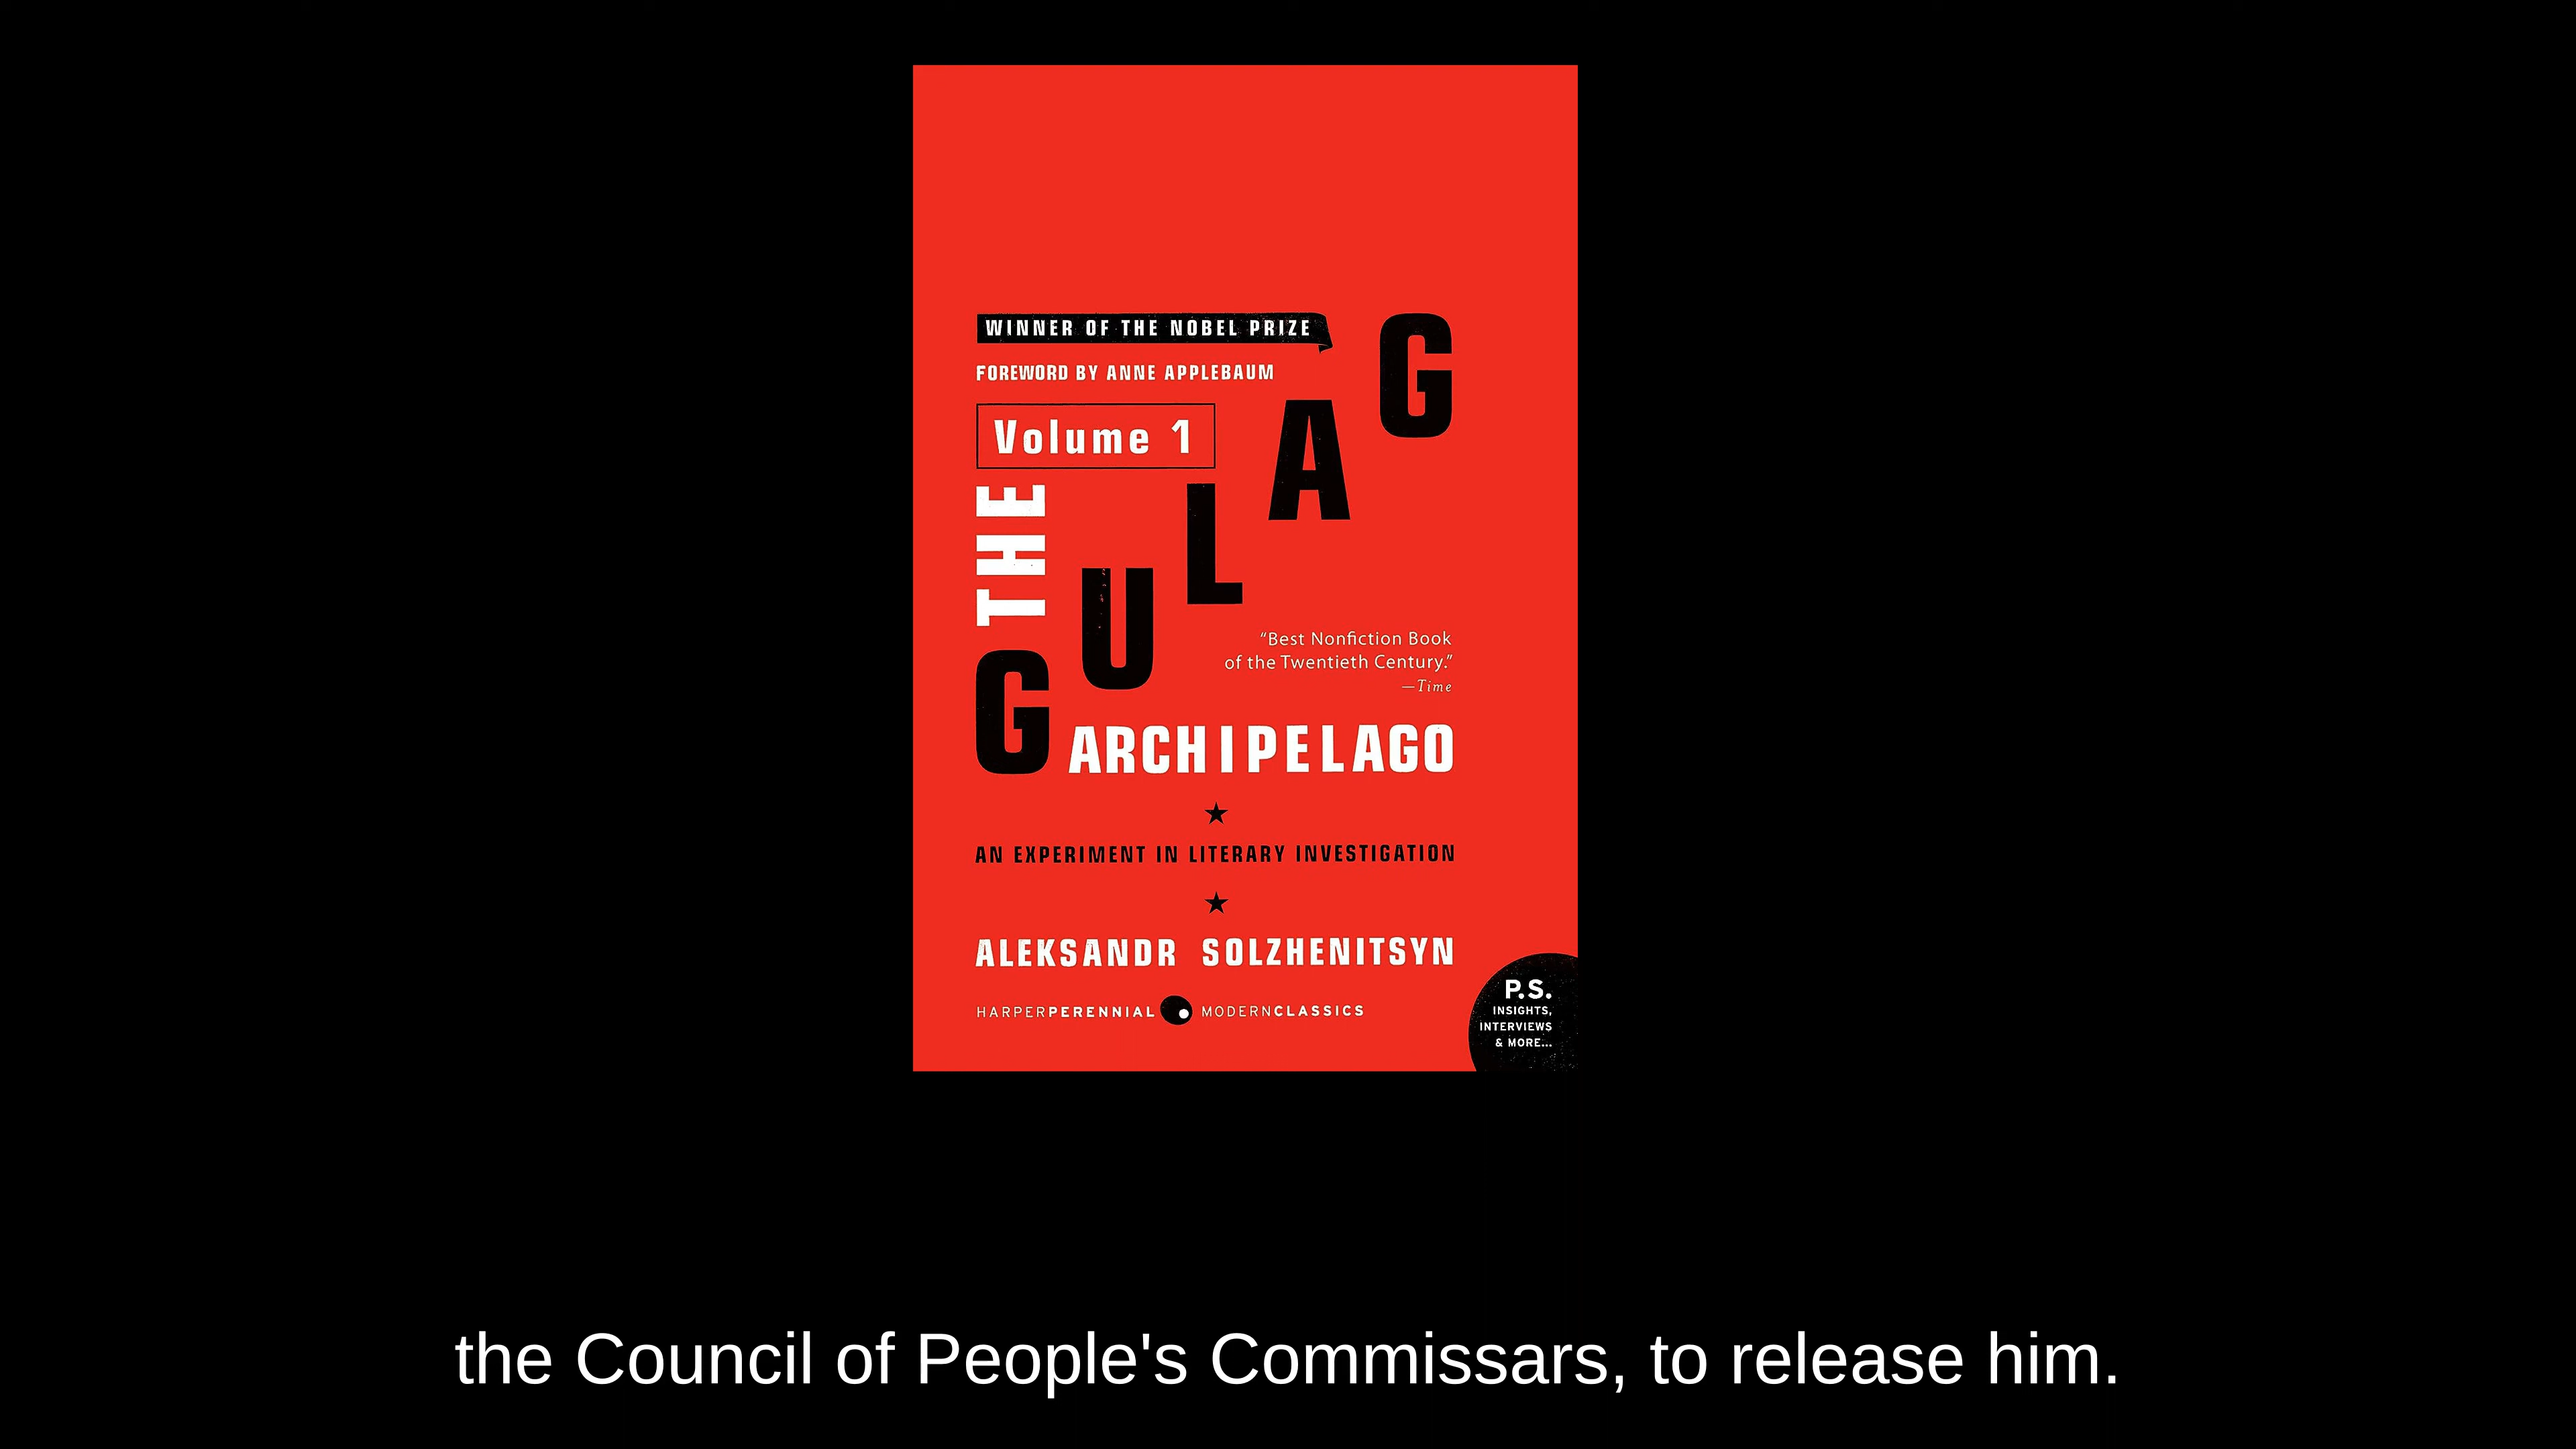 WINNER OF THE NOBEL PRIZE
FOREWORD BY ANNE APPLEBAUM
Volume 1
THE
GULAG
"Best Nonfiction Book
of the Twentieth Century."
—Time
ARCHIPELAGO
AN EXPERIMENT IN LITERARY INVESTIGATION
ALEKSANDR SOLZHENITSYN
HARPERPERENNIAL MODERNCLASSICS
P.S.
INSIGHTS,
INTERVIEWS
& MORE...
the Council of People's Commissars, to release him.